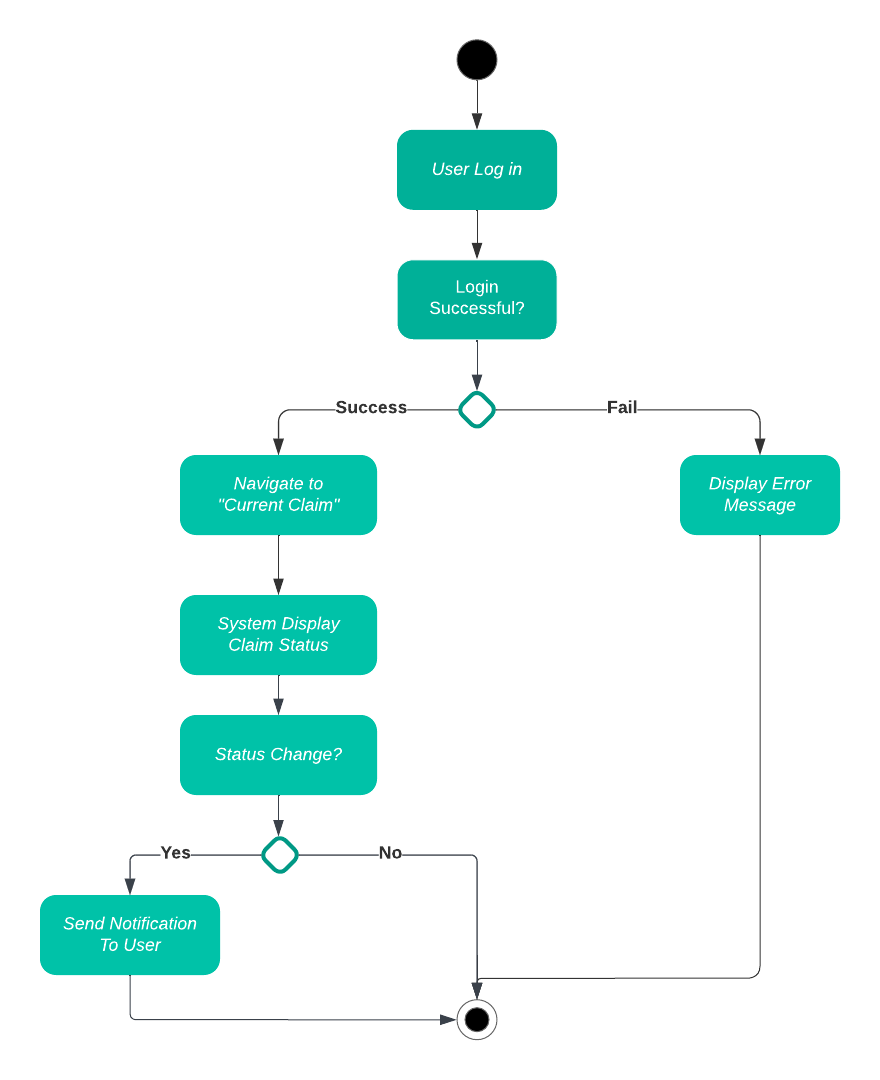 User Log in
Login
Successful?
Success
Fail
Navigate to
"Current Claim"
Display Error
Message
System Display
Claim Status
Status Change?
Yes
No
Send Notification
To User